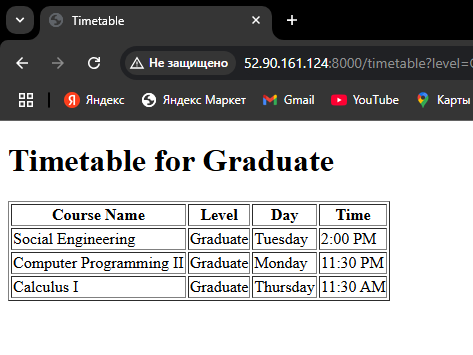 Timetable
Не защищено 52.90.161.124:8000/timetable?level=
Яндекс Яндекс Маркет Gmail YouTube Карты
Timetable for Graduate
Course Name Level Day Time
Social Engineering Graduate Tuesday 2:00 PM
Computer Programming II Graduate Monday 11:30 PM
Calculus I Graduate Thursday 11:30 AM